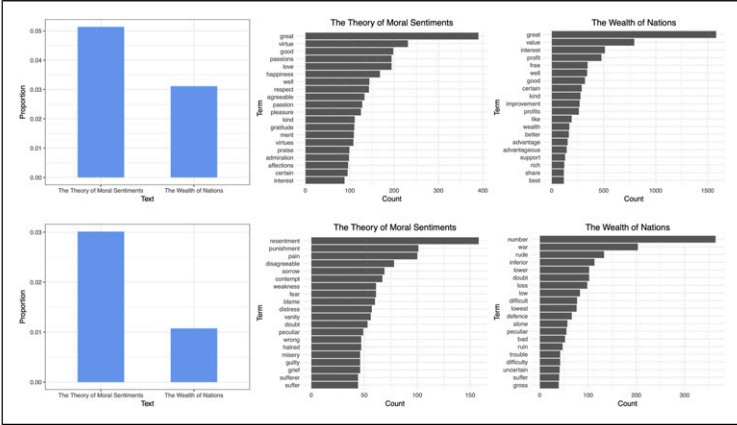 Proportion
0.05
0.04
0.03
0.02
0.01
0.00
The Theory of Moral Sentiments
The Wealth of Nations
Text
The Theory of Moral Sentiments
Term
great
virtue
good
passions
love
happiness
well
respect
agreeable
passion
pleasure
kind
gratitude
merit
virtues
praise
admiration
affections
certain
interest
0
100
200
300
400
Count
The Wealth of Nations
Term
great
value
interest
profit
free
well
good
certain
kind
improvement
profits
like
wealth
better
advantage
advantageous
support
rich
share
best
0
500
1000
1500
Count
Proportion
0.03
0.02
0.01
0.00
The Theory of Moral Sentiments
The Wealth of Nations
Text
The Theory of Moral Sentiments
Term
resentment
punishment
pain
disagreeable
sorrow
contempt
weakness
fear
blame
distress
vanity
doubt
peculiar
wrong
hatred
misery
guilty
grief
sufferer
suffer
0
50
100
150
Count
The Wealth of Nations
Term
number
war
rude
inferior
lower
doubt
loss
low
difficult
lowest
defence
alone
peculiar
bad
ruin
trouble
difficulty
uncertain
suffer
gross
0
100
200
300
Count